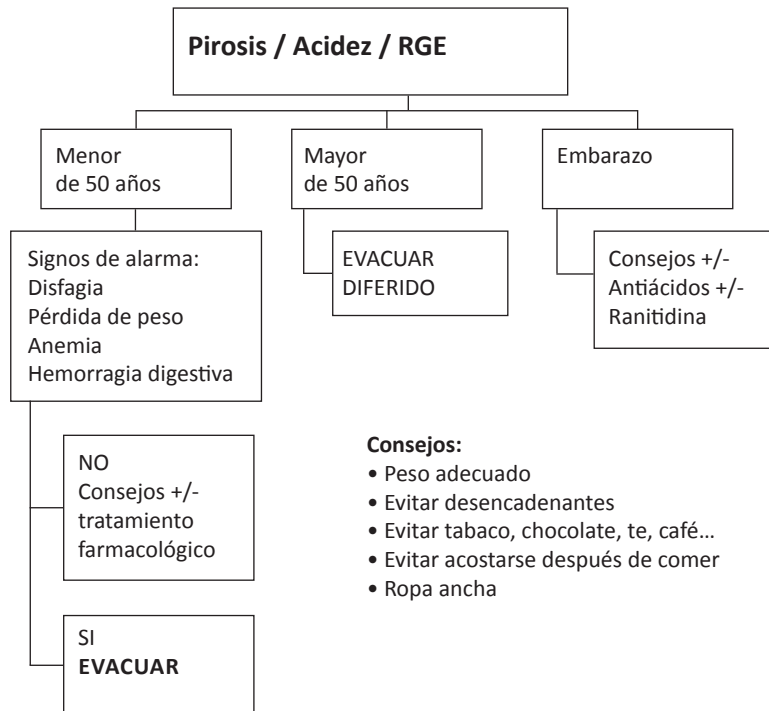 Pirosis / Acidez / RGE
Menor
de 50 años
Mayor
de 50 años
Embarazo
Signos de alarma:
Disfagia
Pérdida de peso
Anemia
Hemorragia digestiva
EVACUAR
DIFERIDO
Consejos +/-
Antiácidos +/-
Ranitidina
NO
Consejos +/-
tratamiento
farmacológico
SI
EVACUAR
Consejos:
• Peso adecuado
• Evitar desencadenantes
• Evitar tabaco, chocolate, te, café...
• Evitar acostarse después de comer
• Ropa ancha